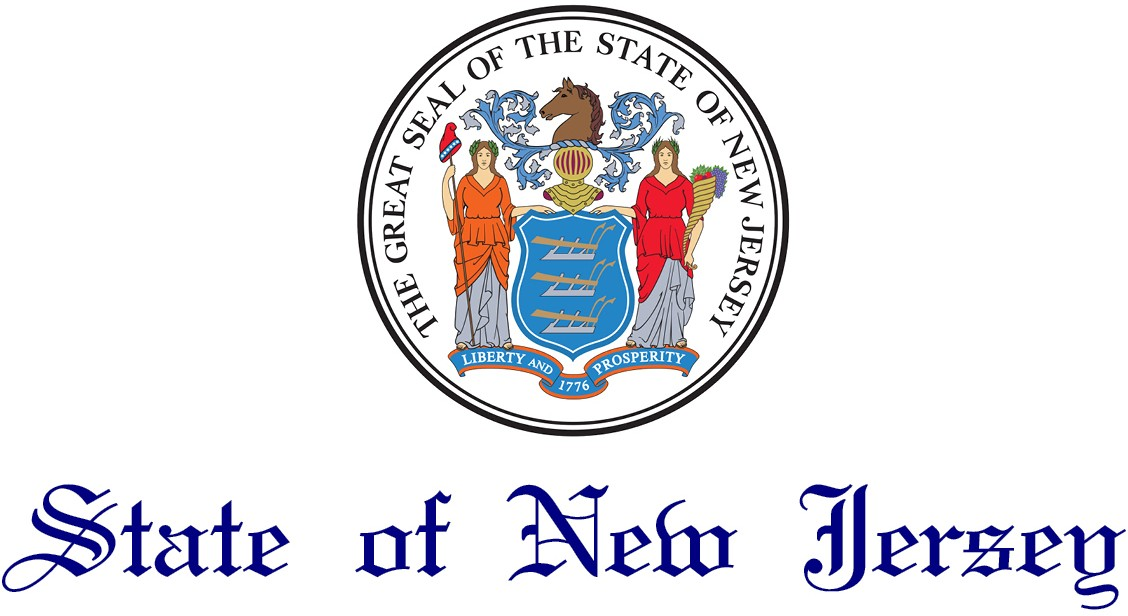 THE GREAT SEAL OF THE STATE OF NEW JERSEY
LIBERTY AND PROSPERITY
1776
State of New Jersey